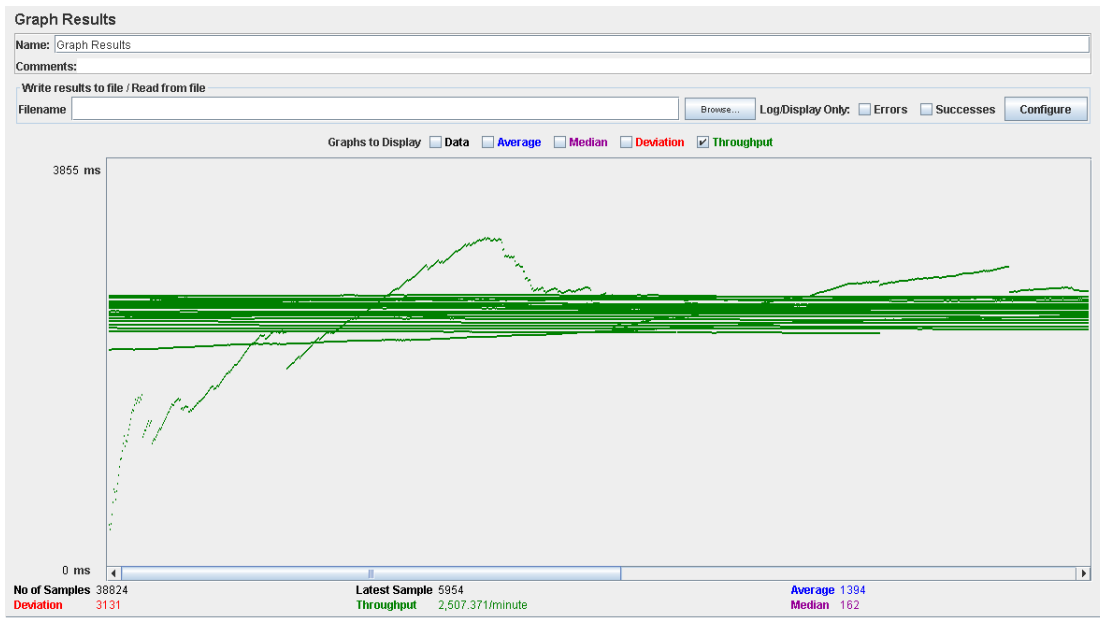 Graph Results
Name: Graph Results
Comments:
Write results to file / Read from file
Filename Browse... Log/Display Only: Errors Successes Configure
Graphs to Display Data Average Median Deviation Throughput
3855 ms
0 ms
No of Samples 38824 Latest Sample 5954 Average 1394
Deviation 3131 Throughput 2,507.371/minute Median 162